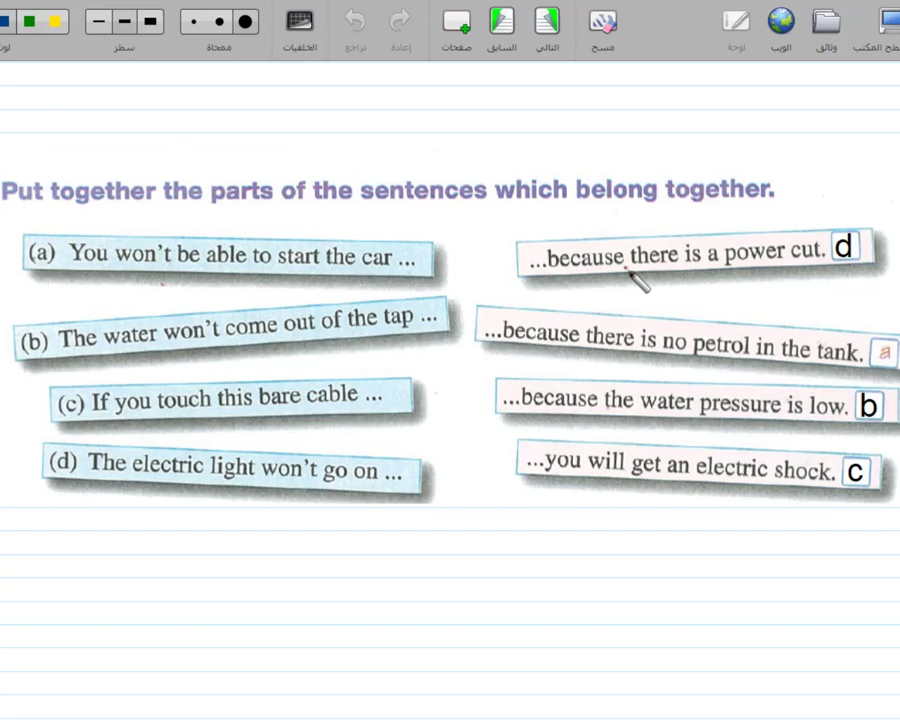 لوحة
الويب
وثائق
سطر
ممحاة
الخلفيات
تراجع
إعادة
صفحات
السابق
التالي
مسح
Put together the parts of the sentences which belong together.
(a) You won't be able to start the car ...
...because there is a power cut. d
(b) The water won't come out of the tap ...
...because there is no petrol in the tank. a
(c) If you touch this bare cable ...
...because the water pressure is low. b
(d) The electric light won't go on ...
...you will get an electric shock. c